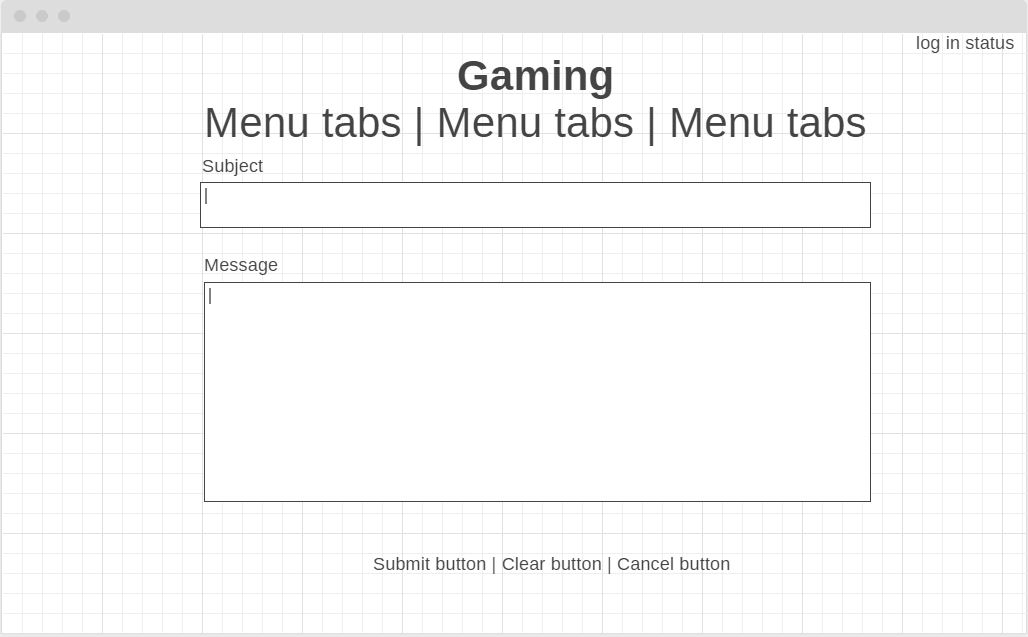 log in status
Gaming
Menu tabs | Menu tabs | Menu tabs
Subject
Message
Submit button | Clear button | Cancel button